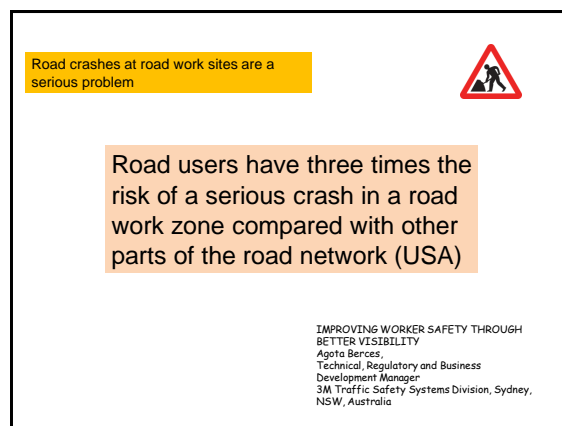 Road crashes at road work sites are a
serious problem
Road users have three times the
risk of a serious crash in a road
work zone compared with other
parts of the road network (USA)
IMPROVING WORKER SAFETY THROUGH
BETTER VISIBILITY
Agota Berces,
Technical, Regulatory and Business
Development Manager
3M Traffic Safety Systems Division, Sydney,
NSW, Australia